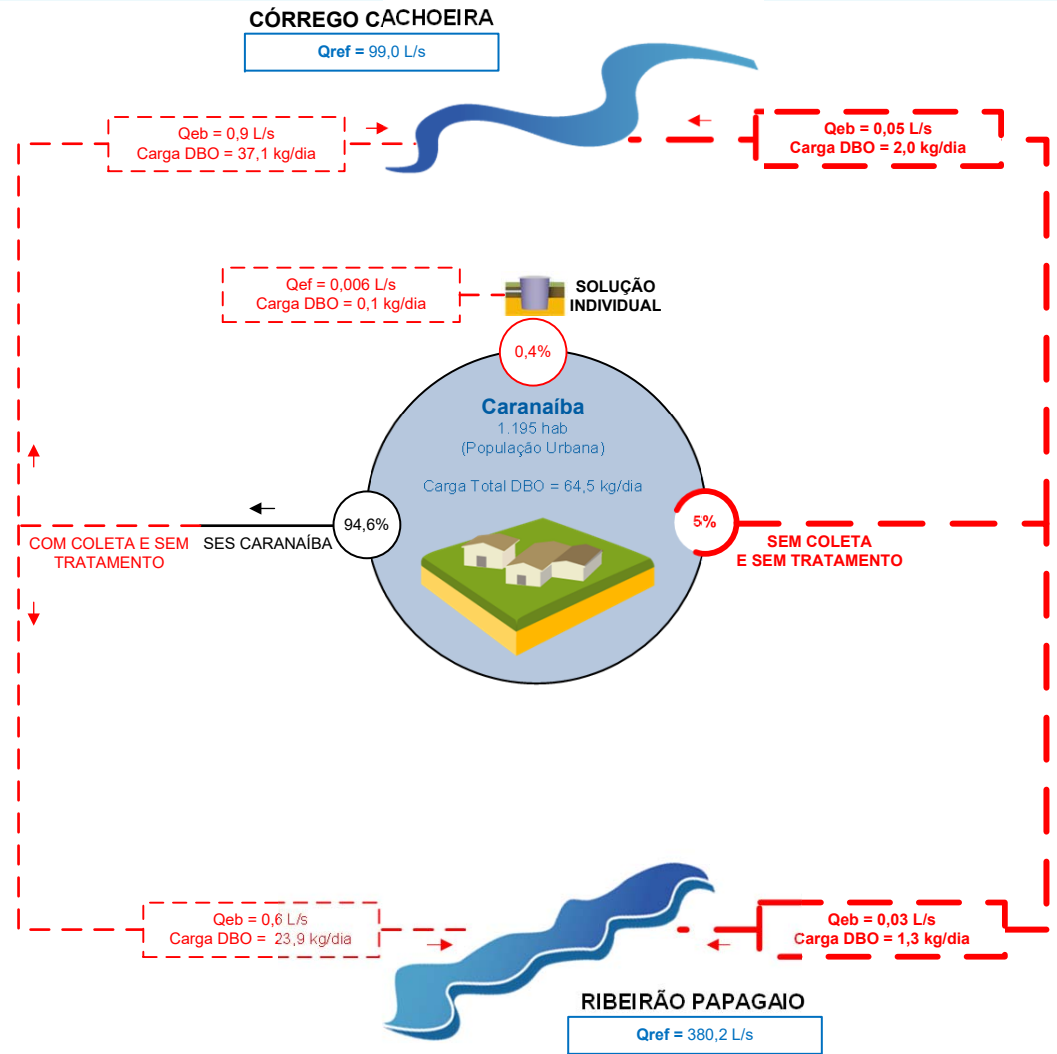 CÓRREGO CACHOEIRA
Qref = 99,0 L/s
Qeb = 0,9 L/s
Carga DBO = 37,1 kg/dia
Qeb = 0,05 L/s
Carga DBO = 2,0 kg/dia
Qef = 0,006 L/s
Carga DBO = 0,1 kg/dia
SOLUÇÃO
INDIVIDUAL
0,4%
Caranaíba
1.195 hab
(População Urbana)
Carga Total DBO = 64,5 kg/dia
94,6%
5%
COM COLETA E SEM
TRATAMENTO
SES CARANAÍBA
SEM COLETA
E SEM TRATAMENTO
Qeb = 0,6 L/s
Carga DBO = 23,9 kg/dia
Qeb = 0,03 L/s
Carga DBO = 1,3 kg/dia
RIBEIRÃO PAPAGAIO
Qref = 380,2 L/s